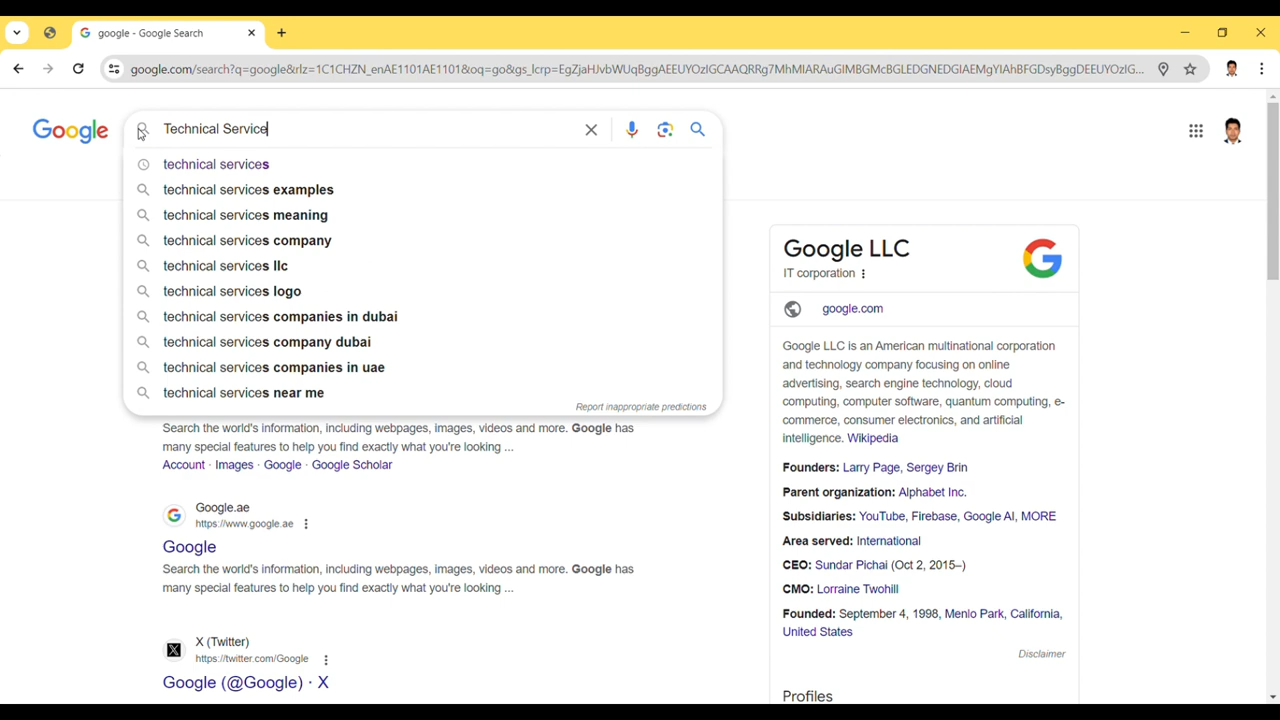 google - Google Search
google.com/search?q=google&rlz=1C1CHZN_enAE1101AE1101&oq=go&gs_lcrp=EgZjaHJvbWUqBggAEEUYOzIGCAAQRRg7MhMIARAuGIMBGMcBGLEDGNEDGIAEMgYIAhBFGDsyBggDEEUYOzIG...
Google
Technical Service
technical services
technical services examples
technical services meaning
technical services company
technical services llc
technical services logo
technical services companies in dubai
technical services company dubai
technical services companies in uae
technical services near me
Report inappropriate predictions
Search the world's information, including webpages, images, videos and more. Google has
many special features to help you find exactly what you're looking ...
Account · Images · Google · Google Scholar
Google.ae
https://www.google.ae
Google
Search the world's information, including webpages, images, videos and more. Google has
many special features to help you find exactly what you're looking ...
X (Twitter)
https://twitter.com/Google
Google (@Google) · X
Google LLC
IT corporation
google.com
Google LLC is an American multinational corporation
and technology company focusing on online
advertising, search engine technology, cloud
computing, computer software, quantum computing, e-
commerce, consumer electronics, and artificial
intelligence. Wikipedia
Founders: Larry Page, Sergey Brin
Parent organization: Alphabet Inc.
Subsidiaries: YouTube, Firebase, Google AI, MORE
Area served: International
CEO: Sundar Pichai (Oct 2, 2015–)
CMO: Lorraine Twohill
Founded: September 4, 1998, Menlo Park, California,
United States
Disclaimer
Profiles